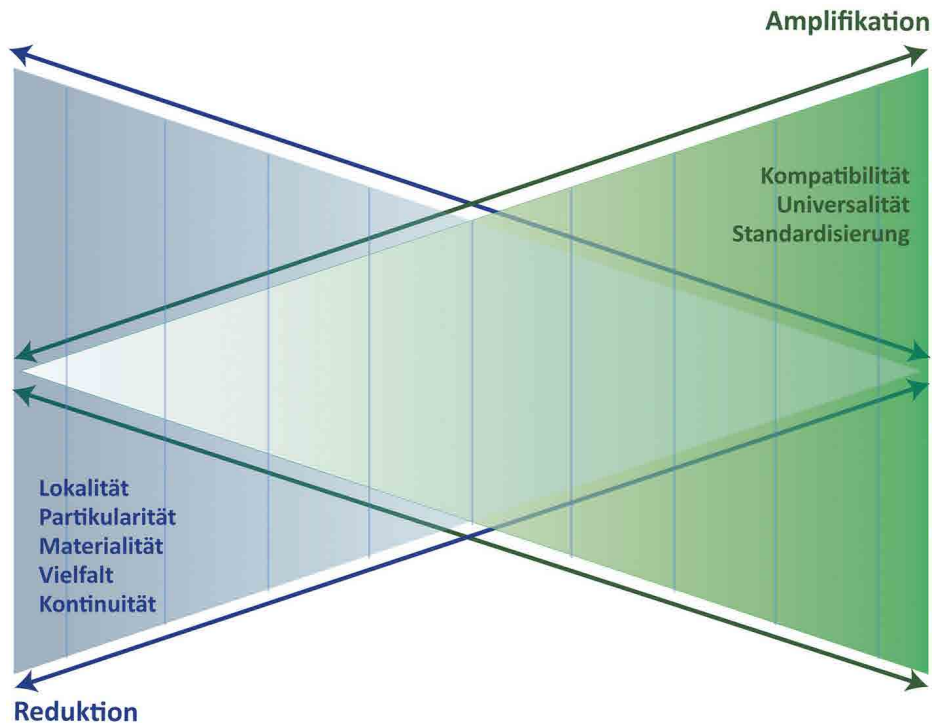 Amplifikation
Kompatibilität
Universalität
Standardisierung
Lokalität
Partikularität
Materialität
Vielfalt
Kontinuität
Reduktion